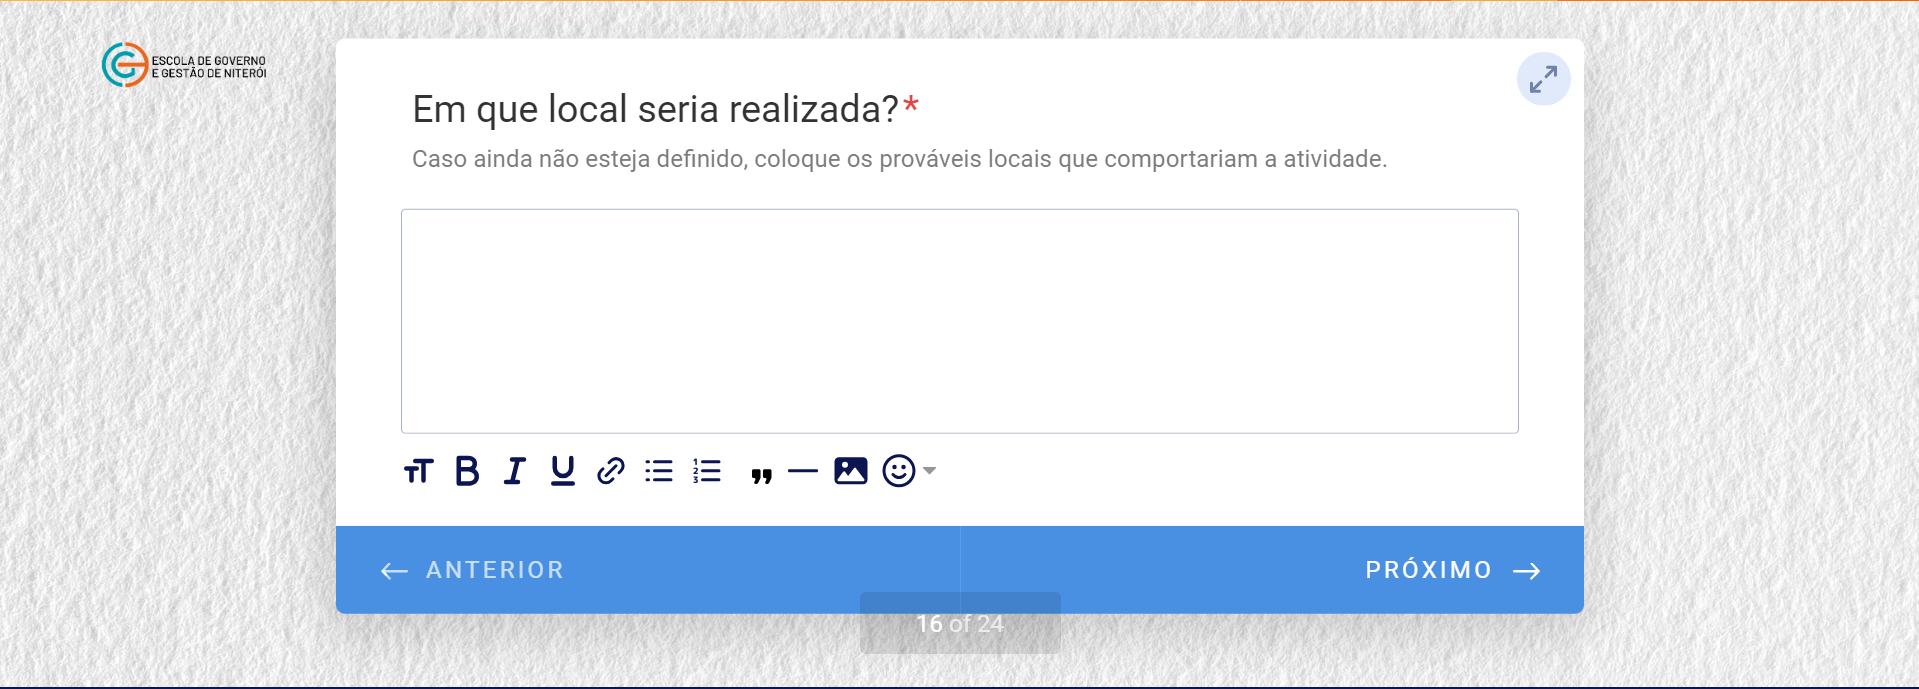 ESCOLA DE GOVERNO
E GESTÃO DE NITERÓI
Em que local seria realizada?*
Caso ainda não esteja definido, coloque os prováveis locais que comportariam a atividade.
ANTERIOR
PRÓXIMO
16 of 24